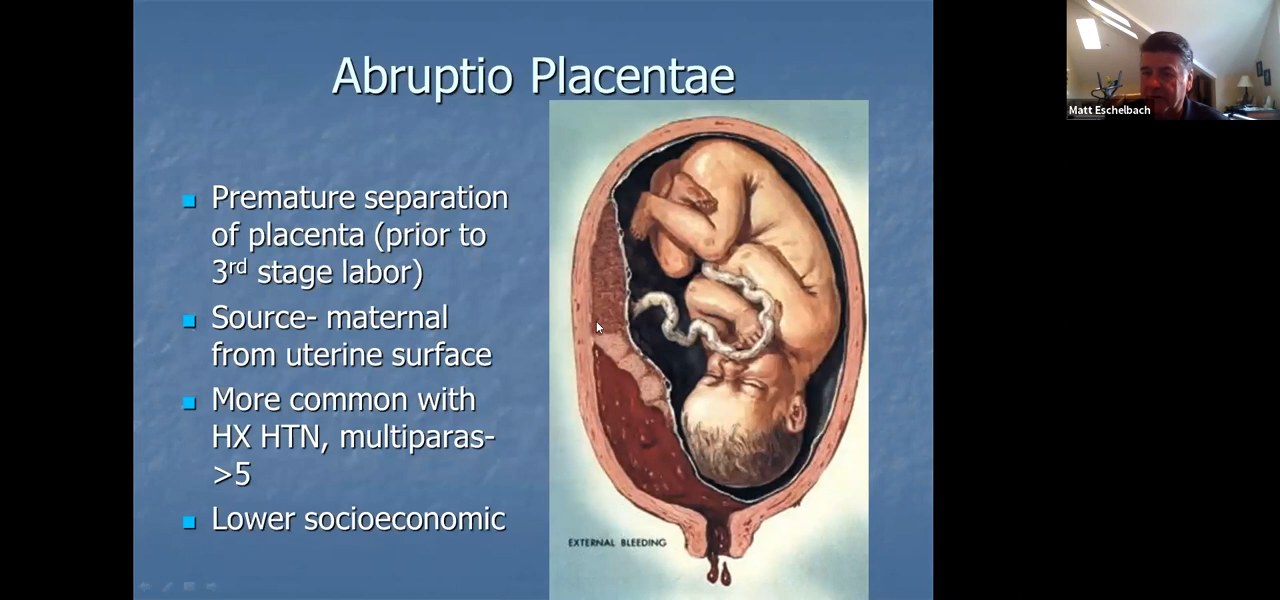 Abruptio Placentae
Premature separation
of placenta (prior to
3rd stage labor)
Source- maternal
from uterine surface
More common with
HX HTN, multiparas-
>5
Lower socioeconomic
EXTERNAL BLEEDING
Matt Eschelbach